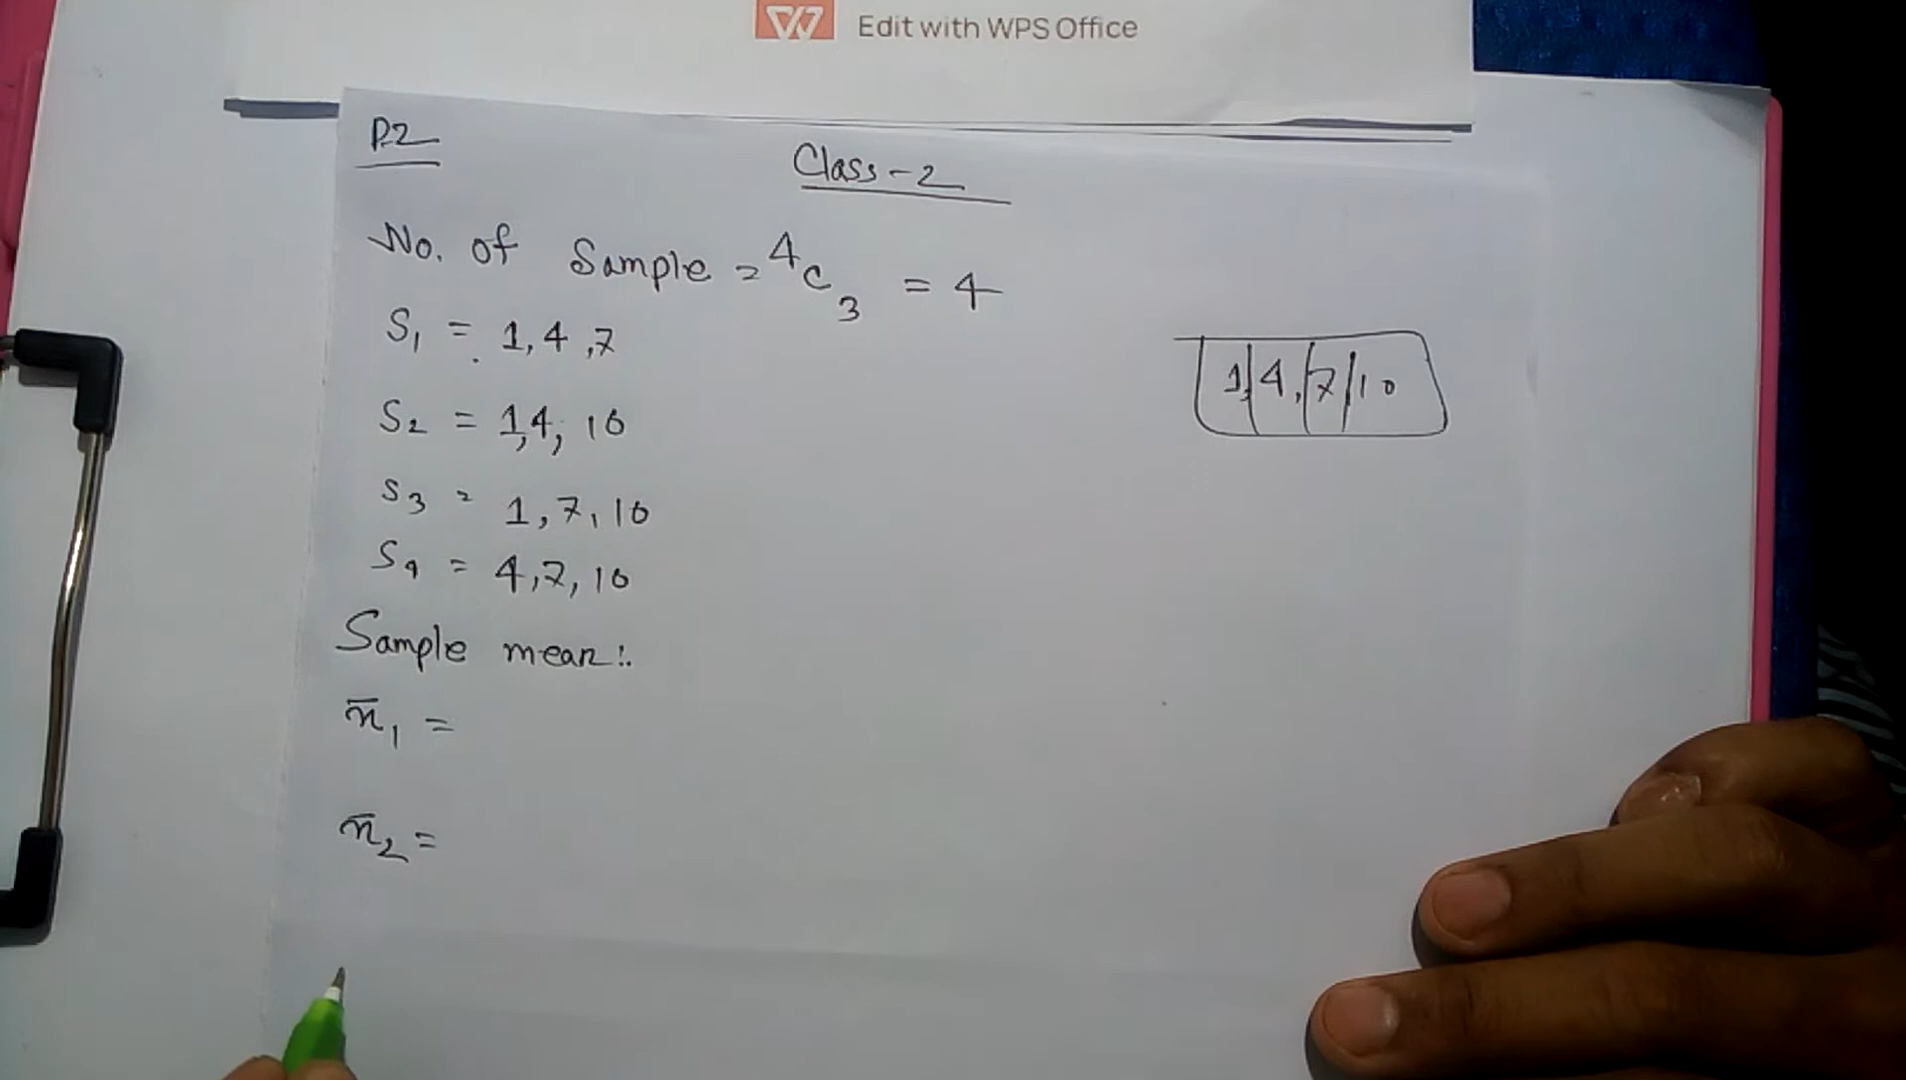 Edit with WPS Office
P.2
Class-2
No. of Sample = ⁴C₃ = 4
S₁ = 1, 4, 7
1, 4, 7, 10
S₂ = 1, 4, 10
S₃ = 1, 7, 10
S₄ = 4, 7, 10
Sample mean:
x̄₁ =
x̄₂ =